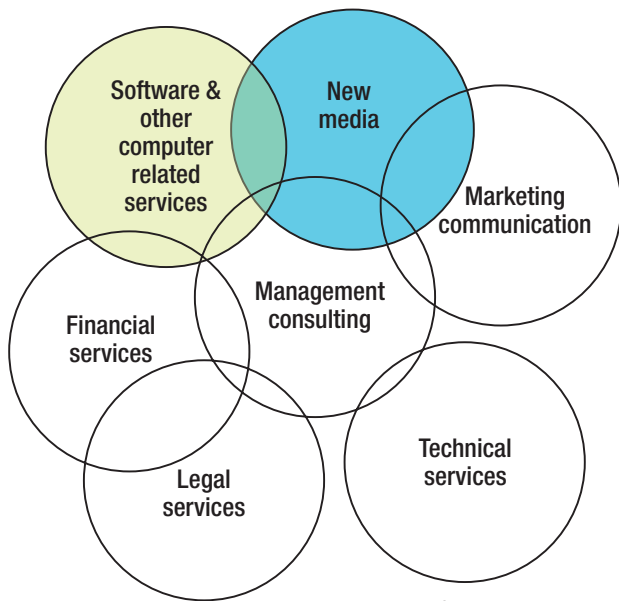 Software &
other
computer
related
services
New
media
Marketing
communication
Management
consulting
Financial
services
Technical
services
Legal
services